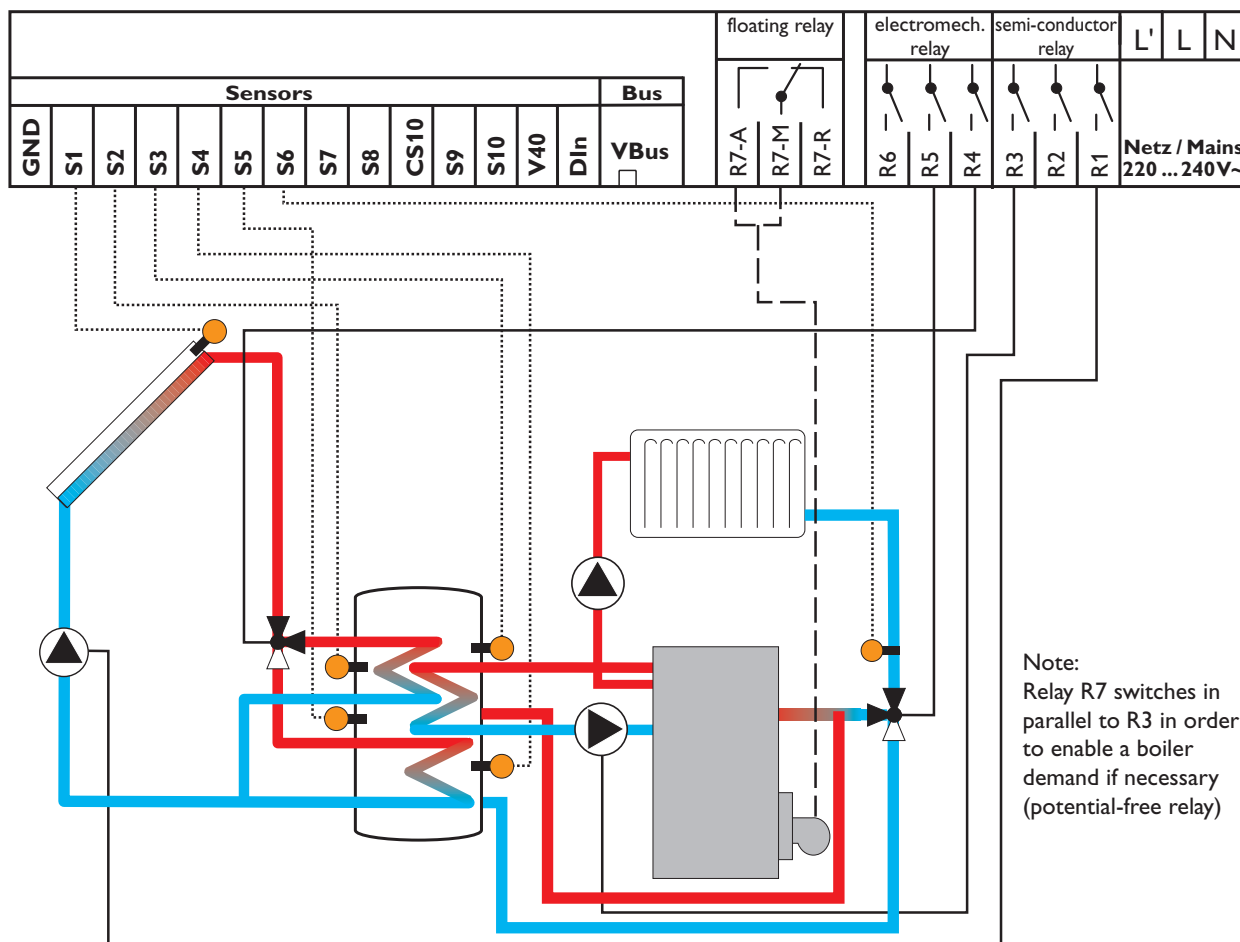 floating relay
electromech.
relay
semi-conductor
relay
L' L N
Sensors
Bus
GND S1 S2 S3 S4 S5 S6 S7 S8 CS10 S9 S10 V40 DIn
VBus
R7-A R7-M R7-R
R6 R5 R4 R3 R2 R1
Netz / Mains
220 ... 240 V~
Note:
Relay R7 switches in
parallel to R3 in order
to enable a boiler
demand if necessary
(potential-free relay)